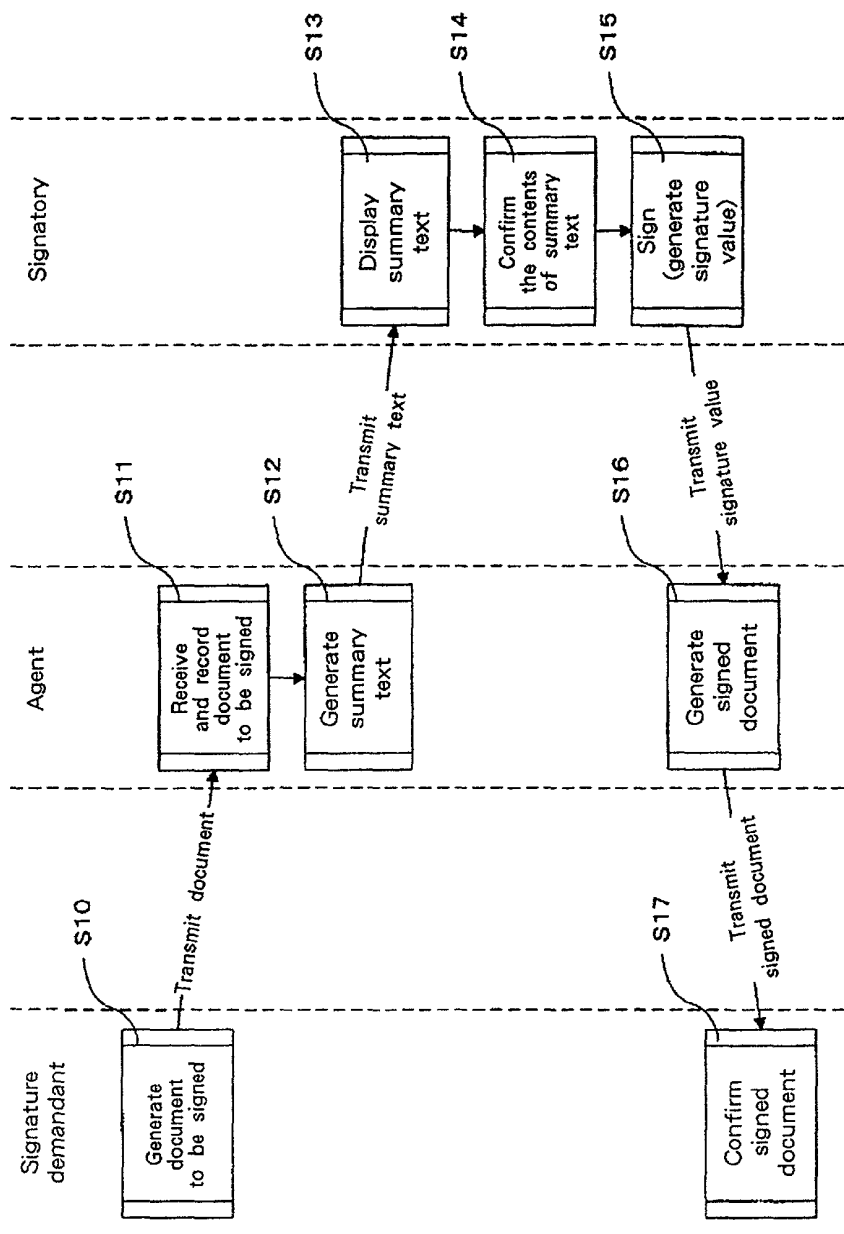 Signature
demandant
Agent
Signatory
S10
Generate
document
to be signed
Transmit document
S11
Receive
and record
document
to be signed
S12
Generate
summary
text
Transmit
summary text
S13
Display
summary
text
S14
Confirm
the contents
of summary
text
S15
Sign
(generate
signature
value)
Transmit
signature value
S16
Generate
signed
document
Transmit
signed document
S17
Confirm
signed
document